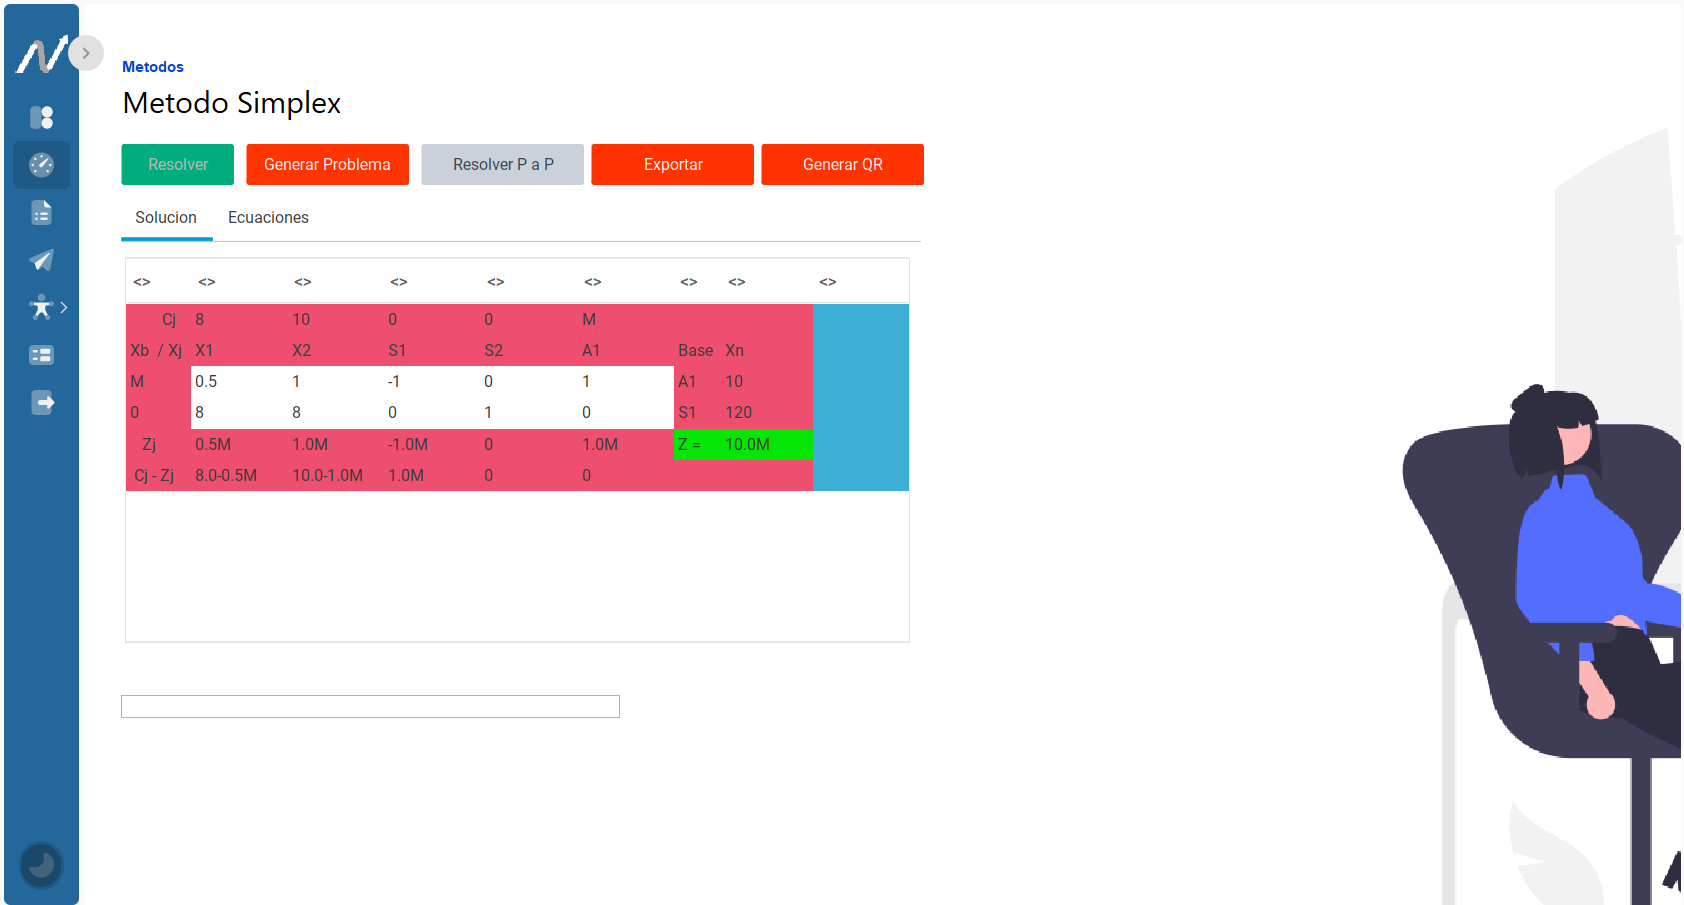 Metodos
Metodo Simplex
Resolver Generar Problema Resolver P a P Exportar Generar QR
Solucion Ecuaciones
<> <> <> <> <> <> <> <> <>
Cj 8 10 0 0 M
Xb / Xj X1 X2 S1 S2 A1 Base Xn
M 0.5 1 -1 0 1 A1 10
0 8 8 0 1 0 S1 120
Zj 0.5M 1.0M -1.0M 0 1.0M Z = 10.0M
Cj - Zj 8.0-0.5M 10.0-1.0M 1.0M 0 0